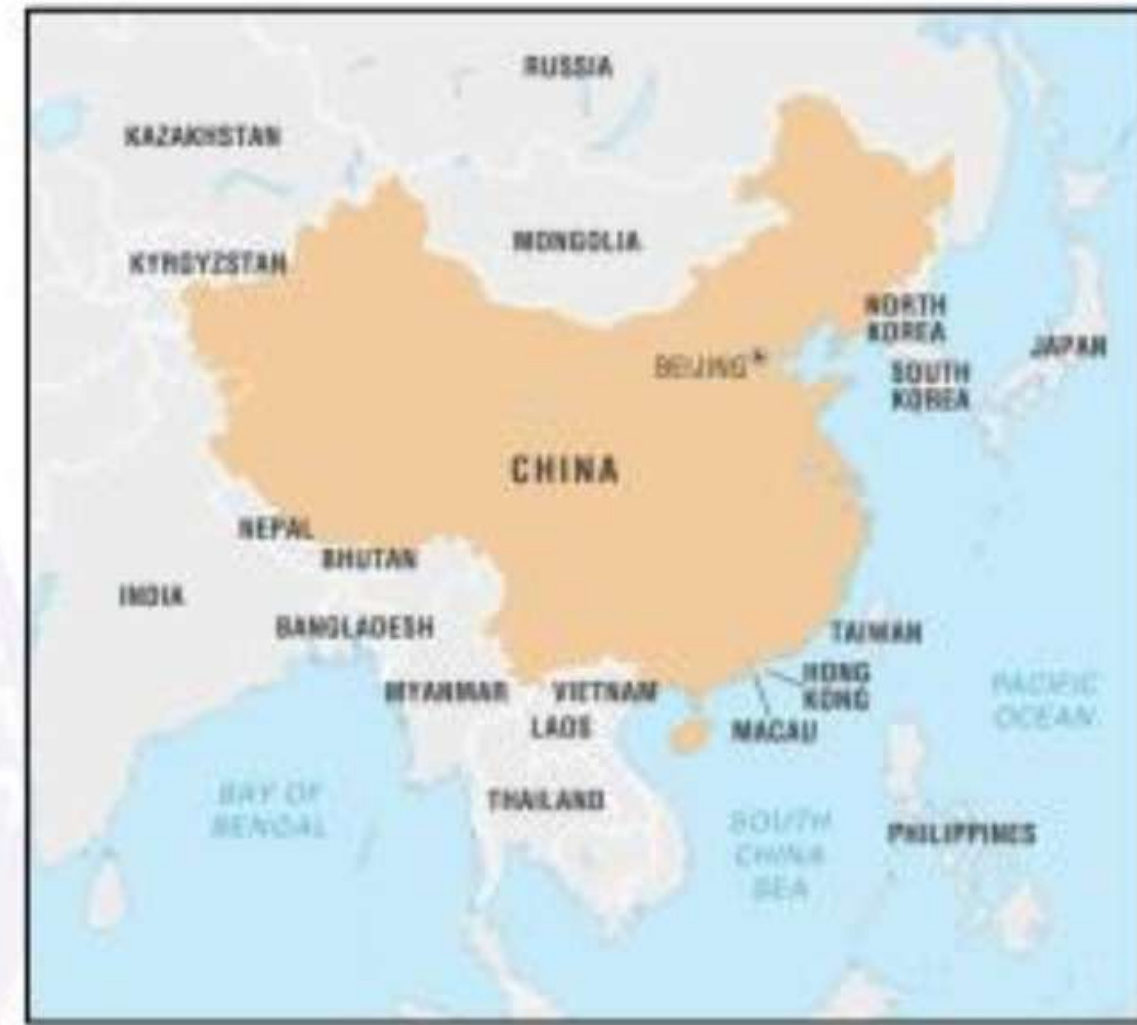 RUSSIA
KAZAKHSTAN
MONGOLIA
KYRGYZSTAN
NORTH
KOREA
JAPAN
BEIJING*
SOUTH
KOREA
CHINA
NEPAL
BHUTAN
INDIA
BANGLADESH
TAIWAN
HONG
KONG
MYANMAR
VIETNAM
LAOS
MACAU
PACIFIC
OCEAN
BAY OF
BENGAL
THAILAND
SOUTH
CHINA
SEA
PHILIPPINES